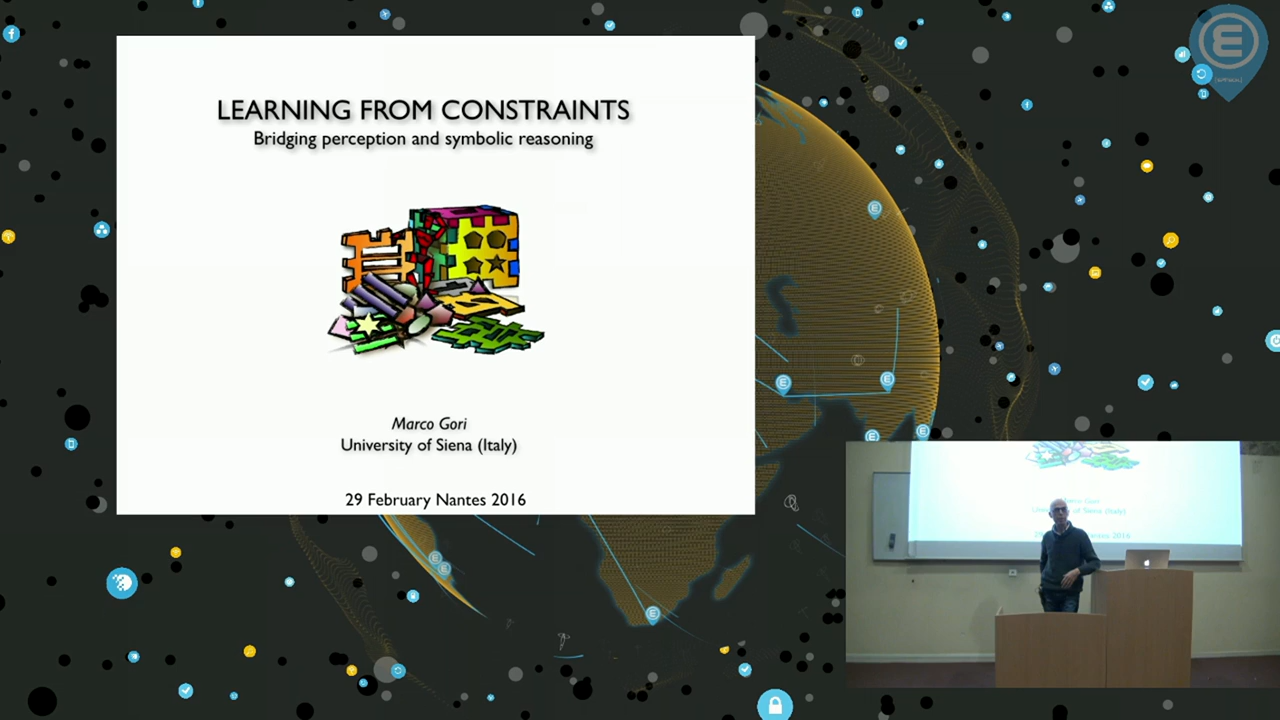 LEARNING FROM CONSTRAINTS
Bridging perception and symbolic reasoning
Marco Gori
University of Siena (Italy)
29 February Nantes 2016